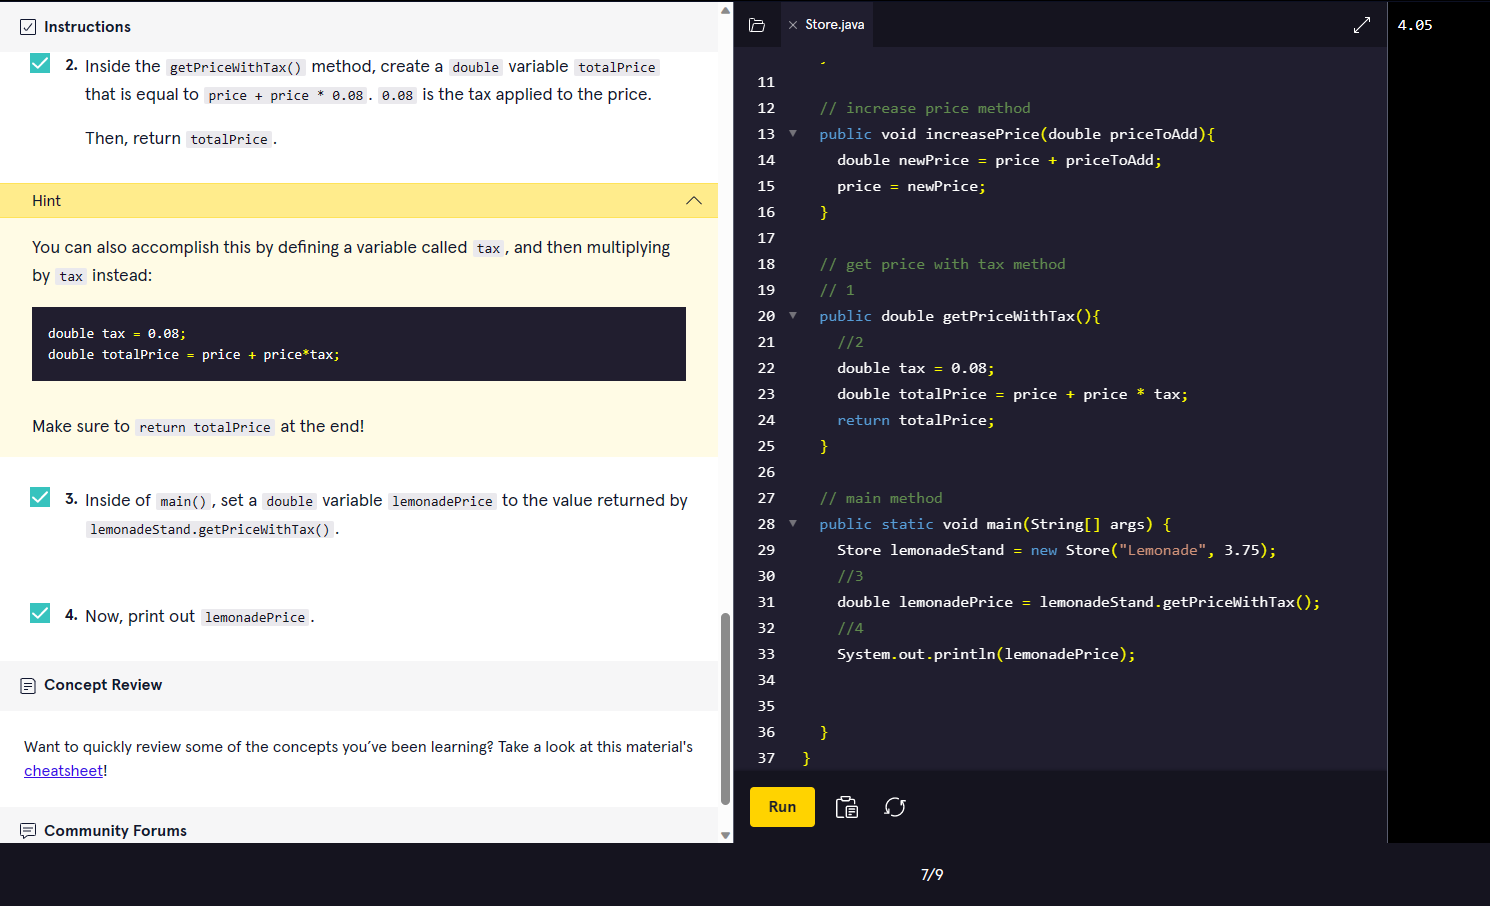 Instructions
2. Inside the getPriceWithTax() method, create a double variable totalPrice
that is equal to price + price * 0.08. 0.08 is the tax applied to the price.
Then, return totalPrice.
Hint
You can also accomplish this by defining a variable called tax, and then multiplying
by tax instead:
double tax = 0.08;
double totalPrice = price + price*tax;
Make sure to return totalPrice at the end!
3. Inside of main(), set a double variable lemonadePrice to the value returned by
lemonadeStand.getPriceWithTax().
4. Now, print out lemonadePrice.
Concept Review
Want to quickly review some of the concepts you've been learning? Take a look at this material's
cheatsheet!
Community Forums
Store.java
11
12 // increase price method
13 public void increasePrice(double priceToAdd){
14 double newPrice = price + priceToAdd;
15 price = newPrice;
16 }
17
18 // get price with tax method
19 // 1
20 public double getPriceWithTax(){
21 //2
22 double tax = 0.08;
23 double totalPrice = price + price * tax;
24 return totalPrice;
25 }
26
27 // main method
28 public static void main(String[] args) {
29 Store lemonadeStand = new Store("Lemonade", 3.75);
30 //3
31 double lemonadePrice = lemonadeStand.getPriceWithTax();
32 //4
33 System.out.println(lemonadePrice);
34
35
36 }
37 }
Run
4.05
7/9